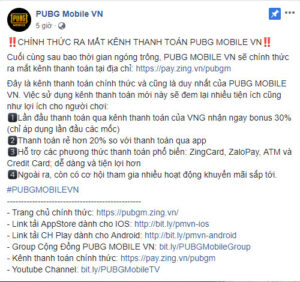 PUBG Mobile VN
5 giờ
‼️CHÍNH THỨC RA MẮT KÊNH THANH TOÁN PUBG MOBILE VN‼️
Cuối cùng sau bao thời gian ngóng trông, PUBG MOBILE VN sẽ chính thức
ra mắt kênh thanh toán tại địa chỉ: https://pay.zing.vn/pubgm
Đây là kênh thanh toán chính thức và cũng là duy nhất của PUBG MOBILE
VN. Việc sử dụng kênh thanh toán mới này sẽ đem lại nhiều tiện ích cũng
như lợi ích cho người chơi:
1 Lần đầu thanh toán qua kênh thanh toán của VNG nhận ngay bonus 30%
(chỉ áp dụng lần đầu các mốc)
2 Thanh toán rẻ hơn 20% so với thanh toán qua app
3 Hỗ trợ các phương thức thanh toán phổ biến: ZingCard, ZaloPay, ATM và
Credit Card; dễ dàng và tiện lợi hơn
4 Ngoài ra, còn có cơ hội tham gia nhiều hoạt động khuyến mãi sắp tới.
#PUBGMOBILEVN
------------------------------------------------
- Trang chủ chính thức: https://pubgm.zing.vn/
- Link tải AppStore dành cho IOS: http://bit.ly/pmvn-ios
- Link tải CH Play dành cho Android: http://bit.ly/pmvn-android
- Group Cộng Đồng PUBG MOBILE VN: bit.ly/PUBGMobileGroup
- Kênh thanh toán chính thức: https://pay.zing.vn/pubgm
- Youtube Channel: bit.ly/PUBGMobileTV